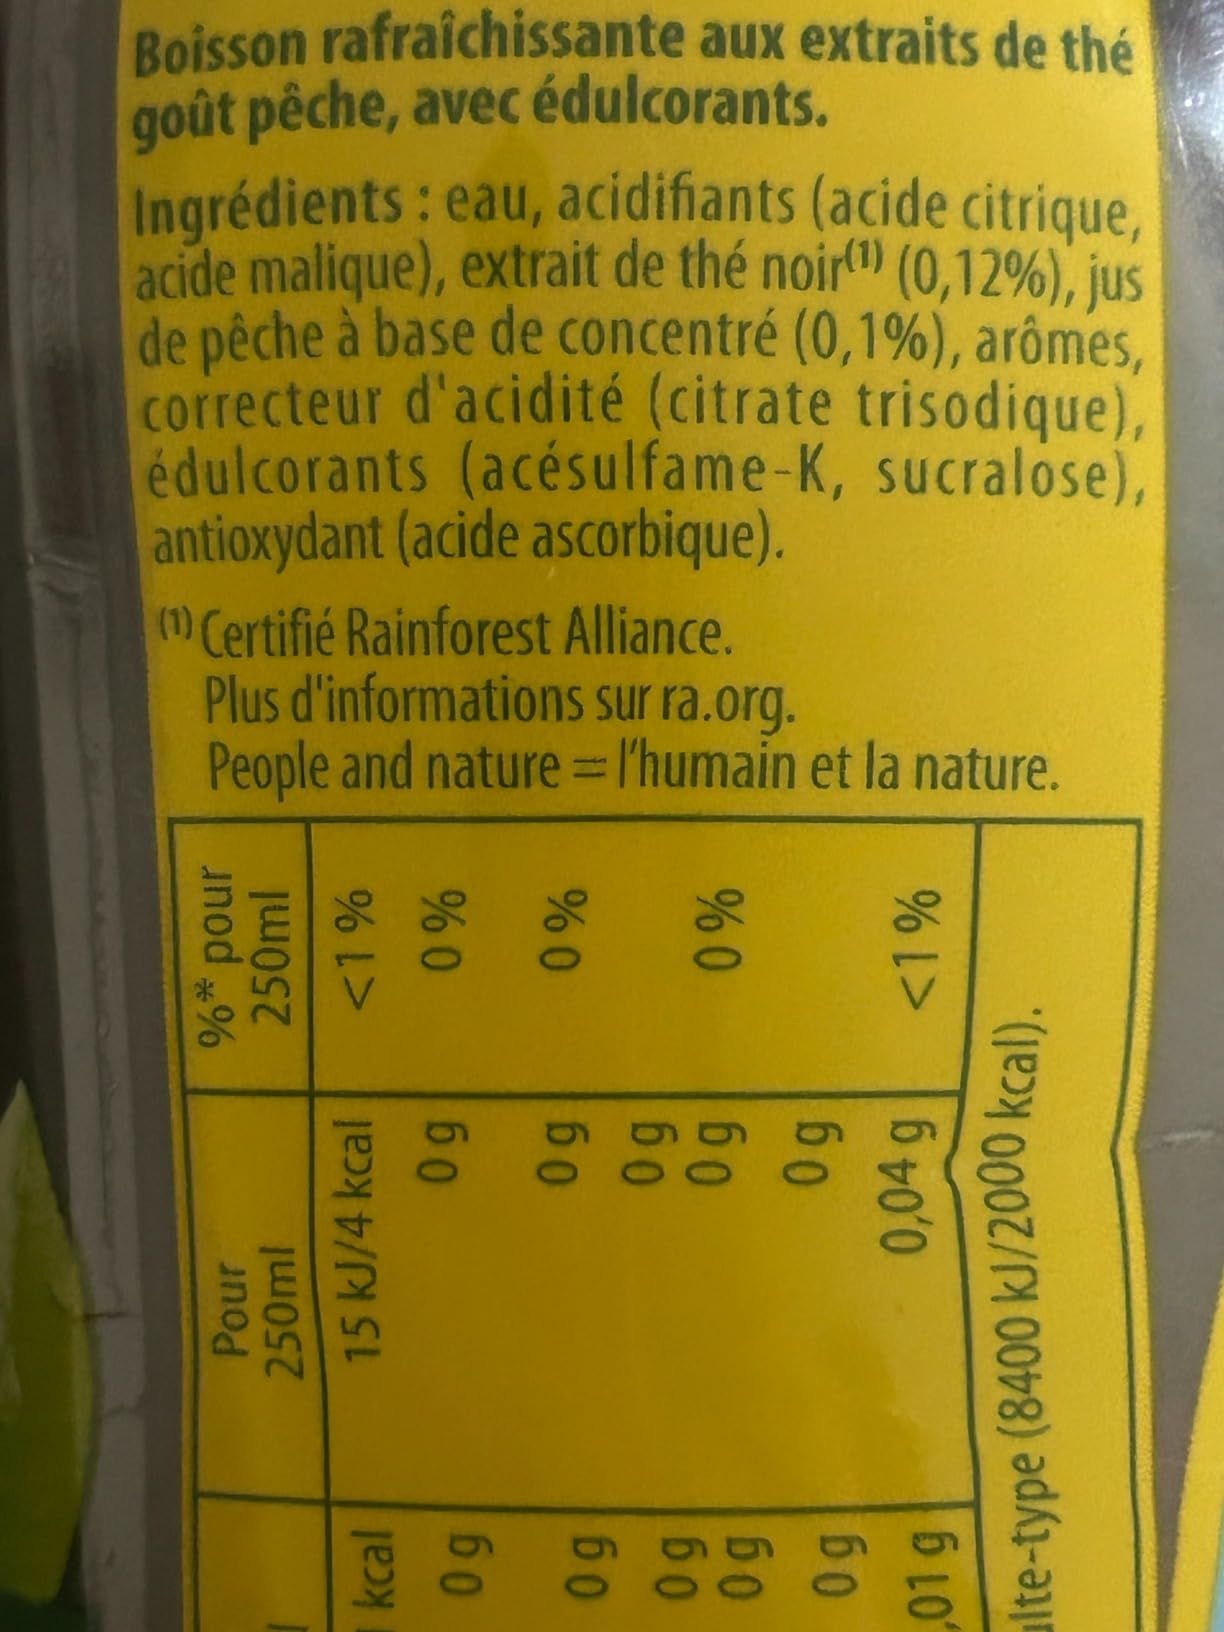 Boisson rafraîchissante aux extraits de thé
goût pêche, avec édulcorants.
Ingrédients : eau, acidifiants (acide citrique,
acide malique), extrait de thé noir(1) (0,12%), jus
de pêche à base de concentré (0,1%), arômes,
correcteur d'acidité (citrate trisodique),
édulcorants (acésulfame-K, sucralose),
antioxydant (acide ascorbique).
(1) Certifié Rainforest Alliance.
Plus d'informations sur ra.org.
People and nature = l'humain et la nature.
Pour %* pour
250ml 250ml
kcal 15 kJ/4 kcal <1 %
0 g 0 g 0 %
0 g 0 g 0 %
0 g 0 g
0 g 0 g 0 %
0 g 0 g
,01 g 0,04 g <1 %
ulte-type (8400 kJ/2000 kcal).